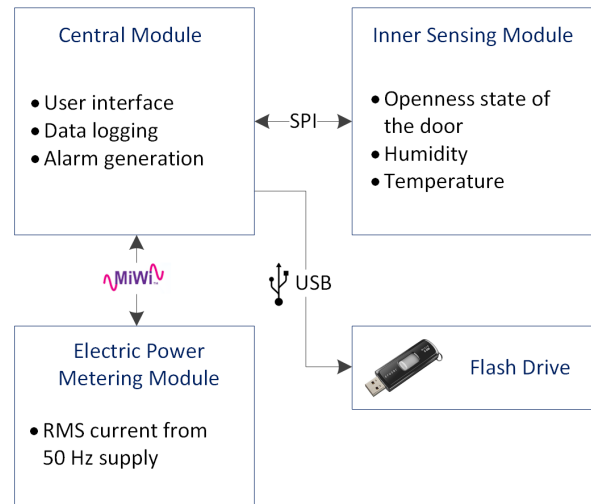 Central Module
• User interface
• Data logging
• Alarm generation
SPI
Inner Sensing Module
• Openness state of
the door
• Humidity
• Temperature
MiWi™
USB
Electric Power
Metering Module
• RMS current from
50 Hz supply
Flash Drive